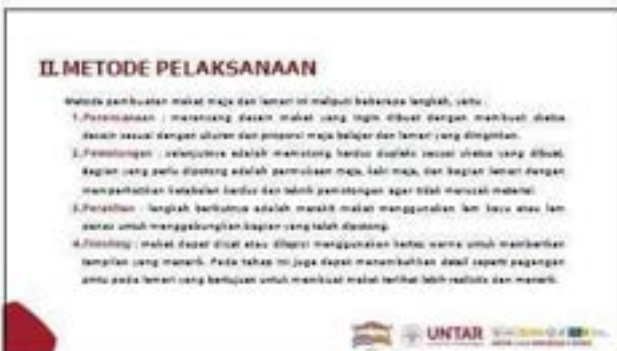 II. METODE PELAKSANAAN
Metode pembuatan maket meja dan lemari ini meliputi beberapa langkah, yaitu :
1. Perencanaan : merancang desain maket yang ingin dibuat dengan membuat sketsa
desain sesuai dengan ukuran dan proporsi meja belajar dan lemari yang diinginkan.
2. Pemotongan : selanjutnya adalah memotong kardus dupleks sesuai sketsa yang dibuat.
Bagian yang perlu dipotong adalah permukaan meja, kaki meja, dan bagian lemari dengan
memperhatikan ketebalan kardus dan teknik pemotongan agar tidak merusak material.
3. Perakitan : langkah berikutnya adalah merakit maket menggunakan lem kayu atau lem
panas untuk menggabungkan bagian yang telah dipotong.
4. Finishing : maket dapat dicat atau dilapisi menggunakan kertas warna untuk memberikan
tampilan yang menarik. Pada tahap ini juga dapat menambahkan detail seperti pegangan
pintu pada lemari yang bertujuan untuk membuat maket terlihat lebih realistis dan menarik.
UNTAR